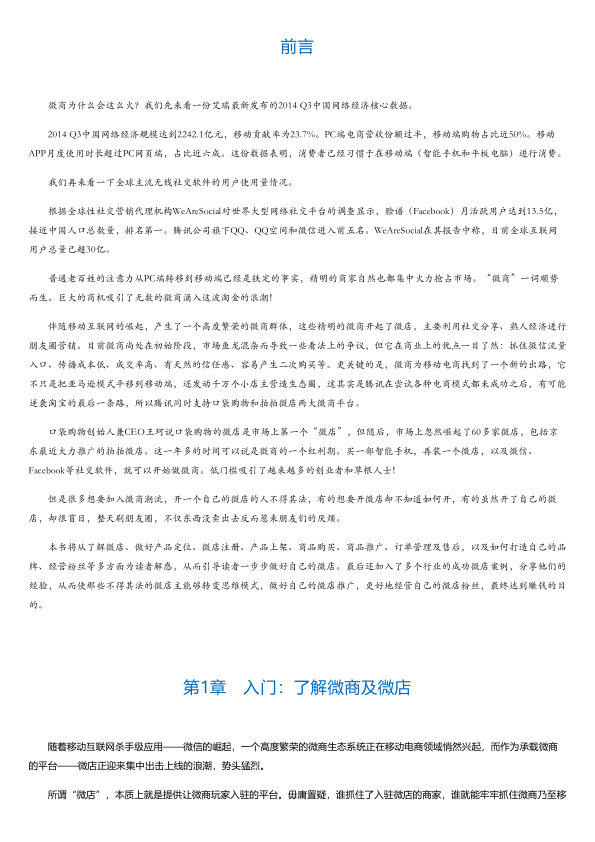 前言
微商为什么会这么火？我们先来看一份艾瑞最新发布的2014 Q3中国网络经济核心数据。
2014 Q3中国网络经济规模达到2242.1亿元，移动贡献率为23.7%。PC端电商营收份额过半，移动端购物占比近50%。移动
APP月度使用时长超过PC网页端，占比近六成。这份数据表明，消费者已经习惯于在移动端（智能手机和平板电脑）进行消费。
我们再来看一下全球主流无线社交软件的用户使用量情况。
根据全球性社交营销代理机构WeAreSocial对世界大型网络社交平台的调查显示，脸谱（Facebook）月活跃用户达到13.5亿，
接近中国人口总数量，排名第一。腾讯公司旗下QQ、QQ空间和微信进入前五名。WeAreSocial在其报告中称，目前全球互联网
用户总量已超30亿。
普通老百姓的注意力从PC端转移到移动端已经是铁定的事实，精明的商家自然也都集中火力抢占市场。“微商”一词顺势
而生。巨大的商机吸引了无数的微商涌入这波淘金的浪潮！
伴随移动互联网的崛起，产生了一个高度繁荣的微商群体，这些精明的微商开起了微店，主要利用社交分享、熟人经济进行
朋友圈营销。目前微商尚处在初始阶段，市场鱼龙混杂而导致一些看法上的争议，但它在商业上的优点一目了然：抓住微信流量
入口、传播成本低、成交率高、有天然的信任感、容易产生二次购买等。更关键的是，微商为移动电商找到了一个新的出路，它
不只是把亚马逊模式平移到移动端，还发动千万个小店主营造生态圈，这其实是腾讯在尝试各种电商模式都未成功之后，有可能
逆袭淘宝的最后一条路，所以腾讯同时支持口袋购物和拍拍微店两大微商平台。
口袋购物创始人兼CEO王珂说口袋购物的微店是市场上第一个“微店”，但随后，市场上忽然崛起了60多家微店，包括京
东最近大力推广的拍拍微店。这一年多的时间可以说是微商的一个红利期。买一部智能手机，再装一个微店，以及微信、
Facebook等社交软件，就可以开始做微商。低门槛吸引了越来越多的创业者和草根人士！
但是很多想要加入微商潮流，开一个自己的微店的人不得其法，有的想要开微店却不知道如何开，有的虽然开了自己的微
店，却很盲目，整天刷朋友圈，不仅东西没卖出去反而惹来朋友们的厌烦。
本书将从了解微店、做好产品定位、微店注册、产品上架、商品购买、商品推广、订单管理及售后，以及如何打造自己的品
牌、经营粉丝等多方面为读者解惑，从而引导读者一步步做好自己的微店。最后还加入了多个行业的成功微店案例，分享他们的
经验，从而使那些不得其法的微店主能够转变思维模式，做好自己的微店推广，更好地经营自己的微店粉丝，最终达到赚钱的目
的。
第1章　入门：了解微商及微店
随着移动互联网杀手级应用——微信的崛起，一个高度繁荣的微商生态系统正在移动电商领域悄然兴起，而作为承载微商
的平台——微店正迎来集中出击上线的浪潮，势头猛烈。
所谓“微店”，本质上就是提供让微商玩家入驻的平台。毋庸置疑，谁抓住了入驻微店的商家，谁就能牢牢抓住微商乃至移